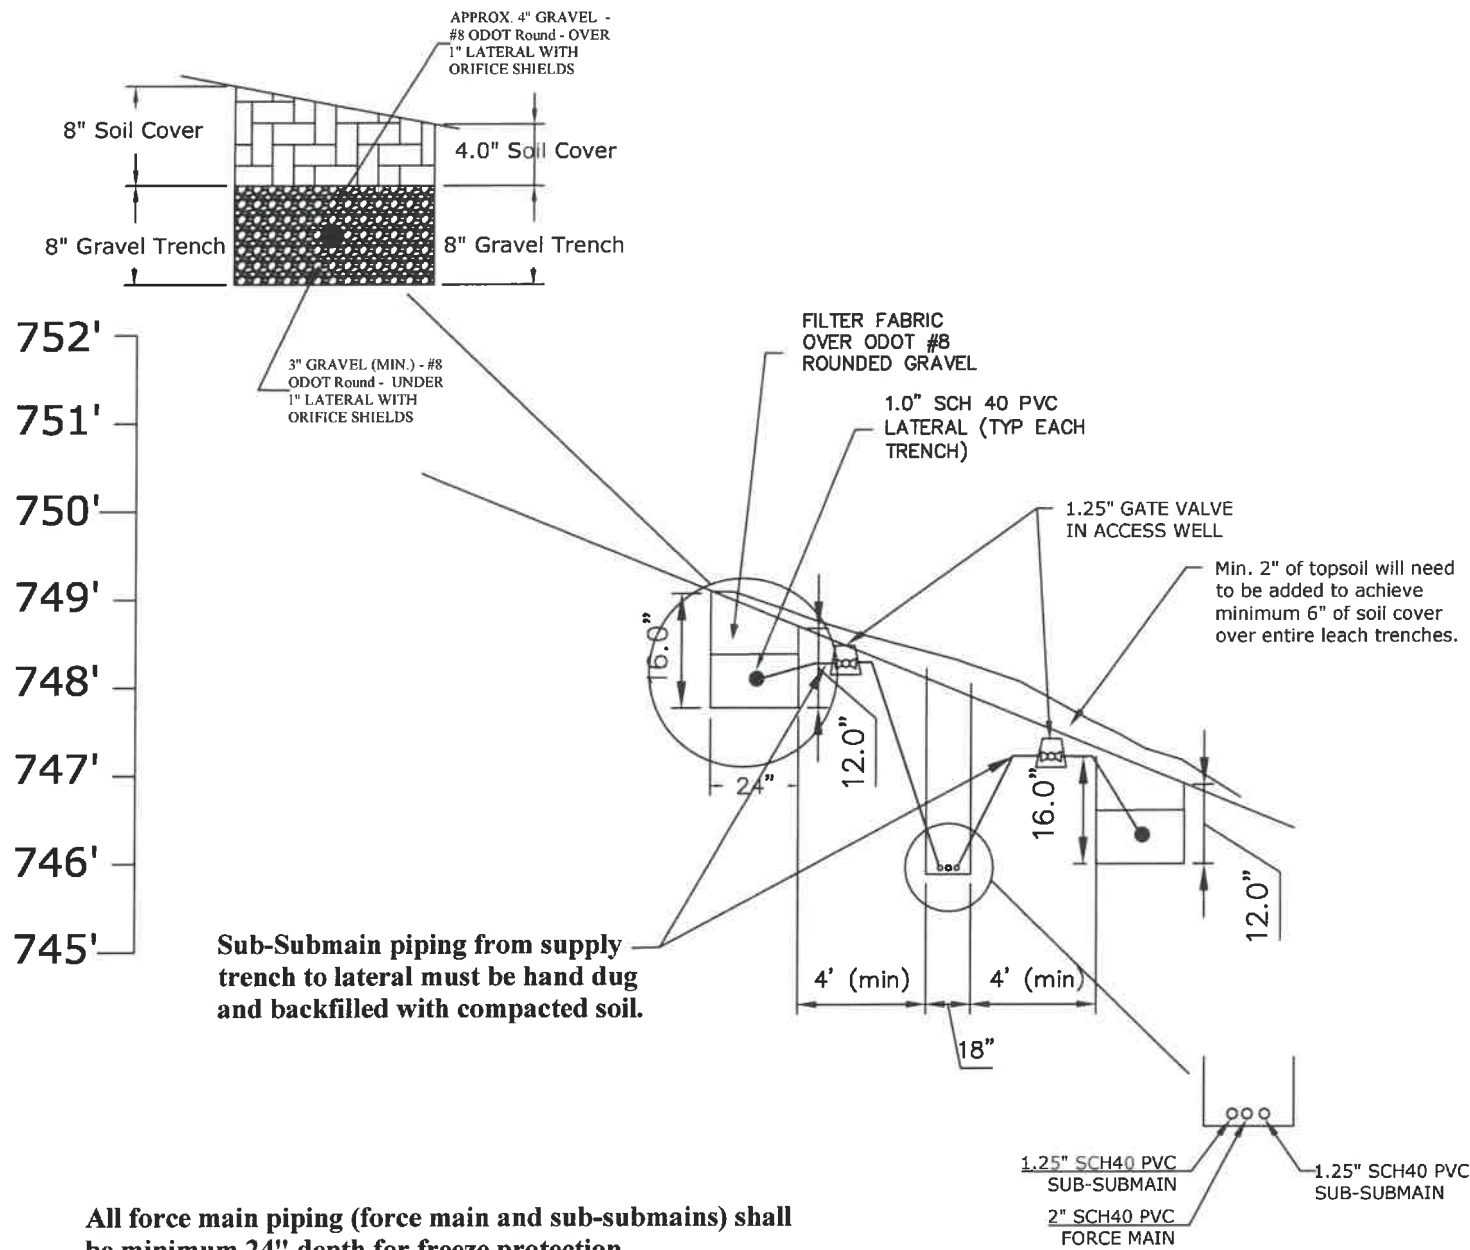 APPROX. 4" GRAVEL -
#8 ODOT Round - OVER
1" LATERAL WITH
ORIFICE SHIELDS
8" Soil Cover
4.0" Soil Cover
8" Gravel Trench
8" Gravel Trench
3" GRAVEL (MIN.) - #8
ODOT Round - UNDER
1" LATERAL WITH
ORIFICE SHIELDS
752'
751'
750'
749'
748'
747'
746'
745'
FILTER FABRIC
OVER ODOT #8
ROUNDED GRAVEL
1.0" SCH 40 PVC
LATERAL (TYP EACH
TRENCH)
1.25" GATE VALVE
IN ACCESS WELL
Min. 2" of topsoil will need
to be added to achieve
minimum 6" of soil cover
over entire leach trenches.
16.0"
12.0"
24"
16.0"
12.0"
Sub-Submain piping from supply
trench to lateral must be hand dug
and backfilled with compacted soil.
4' (min)
4' (min)
18"
1.25" SCH40 PVC
SUB-SUBMAIN
2" SCH40 PVC
FORCE MAIN
1.25" SCH40 PVC
SUB-SUBMAIN
All force main piping (force main and sub-submains) shall
be minimum 24" depth for freeze protection